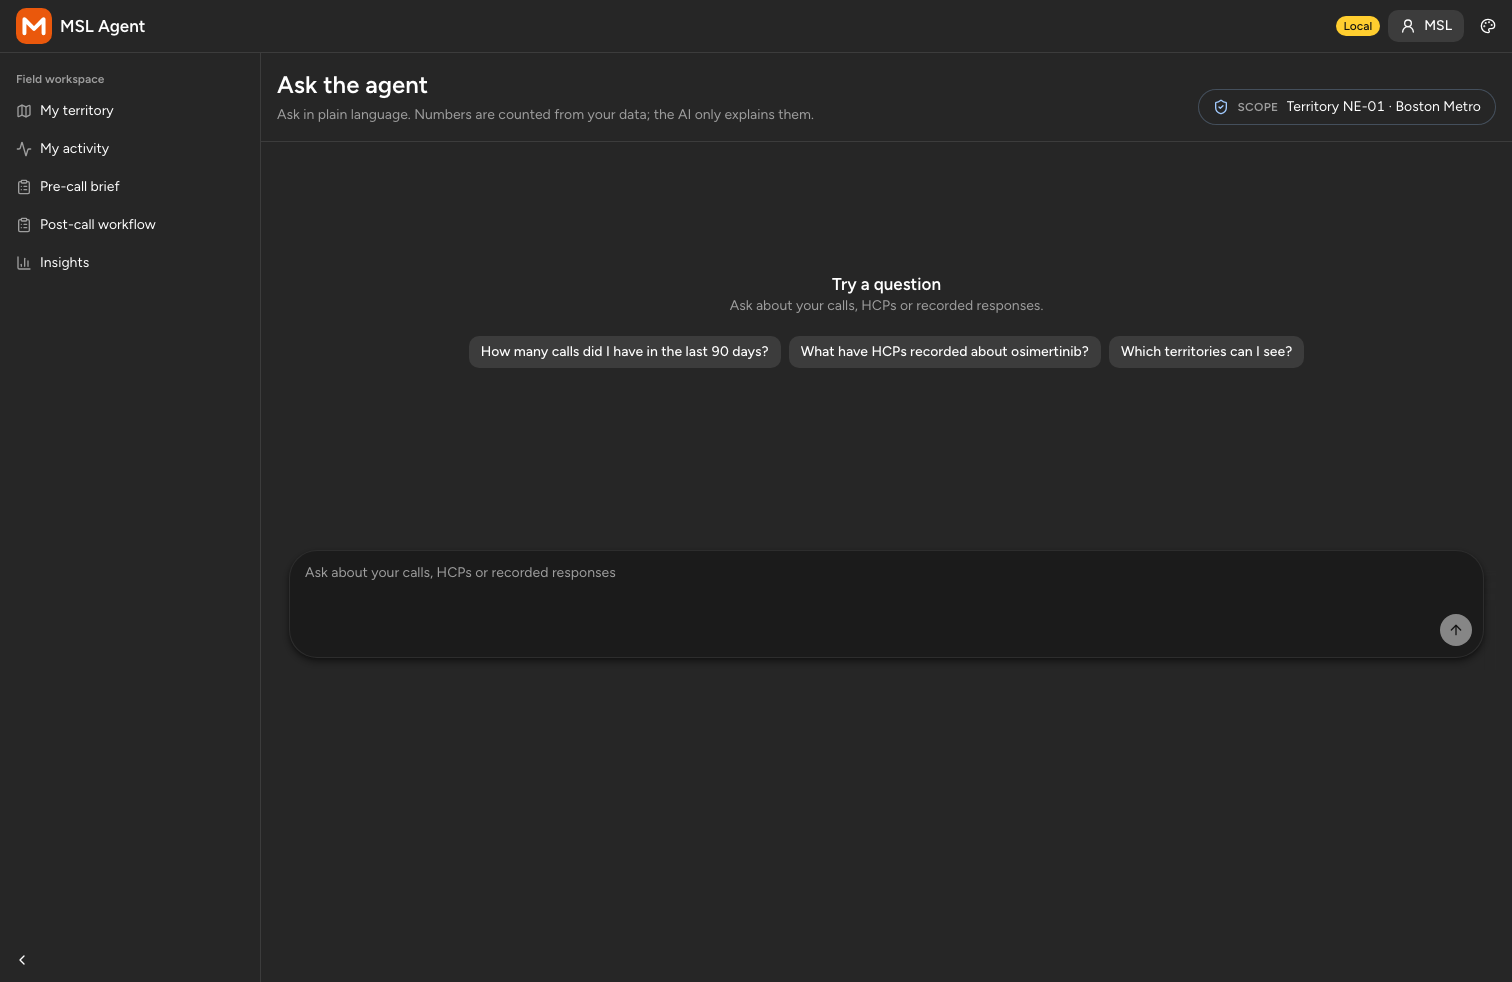 MSL Agent
Local
MSL
Field workspace
My territory
My activity
Pre-call brief
Post-call workflow
Insights
Ask the agent
Ask in plain language. Numbers are counted from your data; the AI only explains them.
SCOPE Territory NE-01 · Boston Metro
Try a question
Ask about your calls, HCPs or recorded responses.
How many calls did I have in the last 90 days?
What have HCPs recorded about osimertinib?
Which territories can I see?
Ask about your calls, HCPs or recorded responses